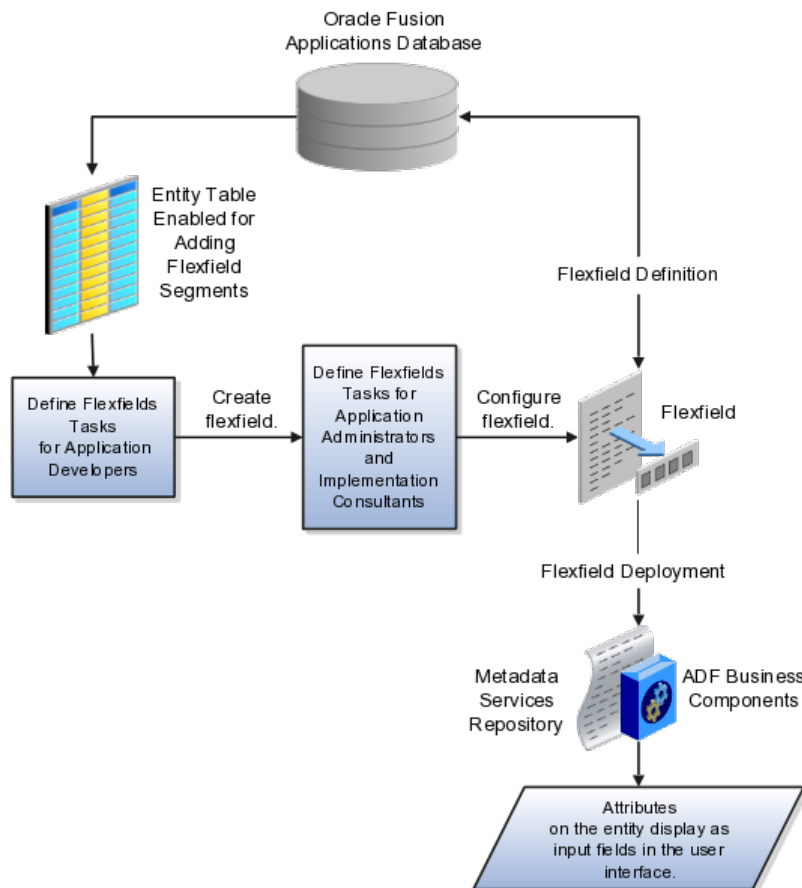 Oracle Fusion
Applications Database
Entity Table
Enabled for
Adding
Flexfield
Segments
Flexfield Definition
Define Flexfields
Tasks
for Application
Developers
Create
flexfield.
Define Flexfields
Tasks for
Application
Administrators
and
Implementation
Consultants
Configure
flexfield.
Flexfield
Flexfield Deployment
Metadata
Services
Repository
ADF Business
Components
Attributes
on the entity display as
input fields in the user
interface.